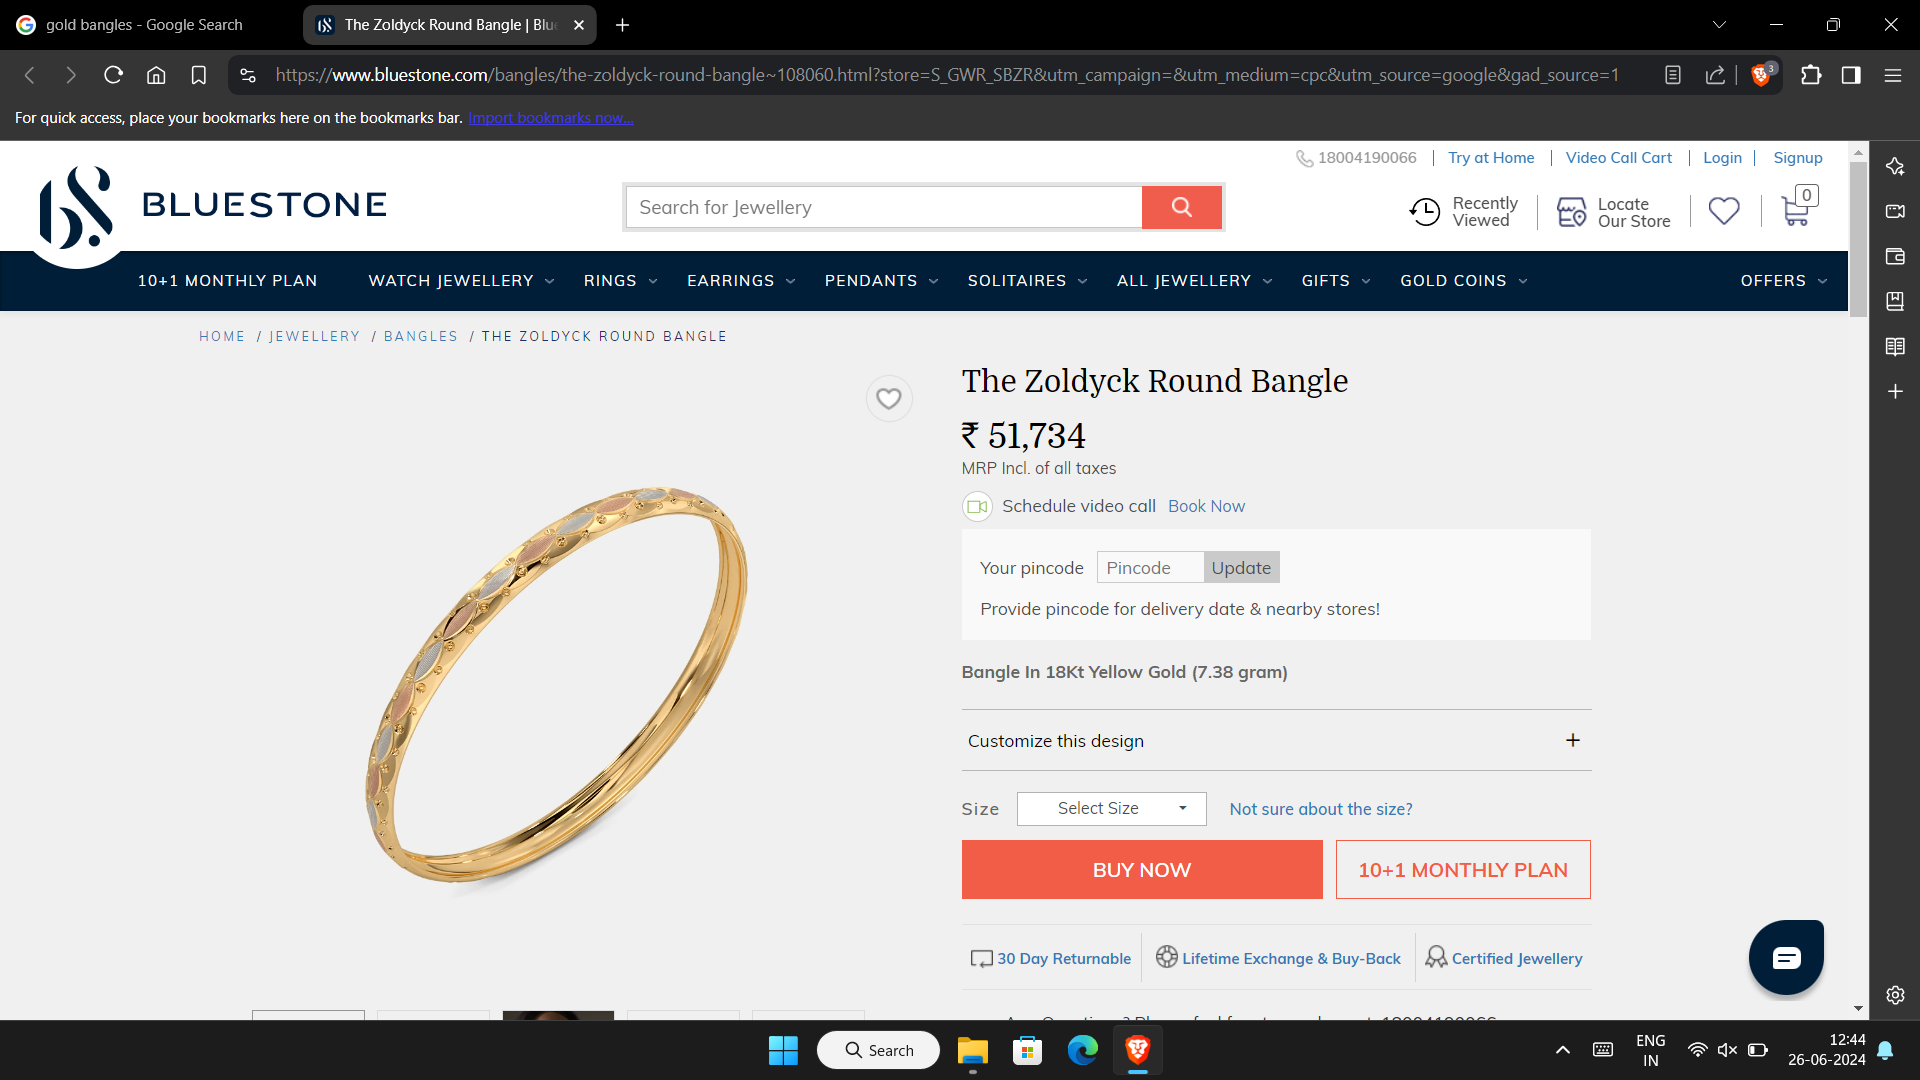 gold bangles - Google Search
The Zoldyck Round Bangle | Blu
https://www.bluestone.com/bangles/the-zoldyck-round-bangle~108060.html?store=S_GWR_SBZR&utm_campaign=&utm_medium=cpc&utm_source=google&gad_source=1
3
For quick access, place your bookmarks here on the bookmarks bar. Import bookmarks now...
18004190066 Try at Home Video Call Cart Login Signup
BLUESTONE
Search for Jewellery
Recently Viewed
Locate Our Store
0
10+1 MONTHLY PLAN WATCH JEWELLERY RINGS EARRINGS PENDANTS SOLITAIRES ALL JEWELLERY GIFTS GOLD COINS OFFERS
HOME / JEWELLERY / BANGLES / THE ZOLDYCK ROUND BANGLE
The Zoldyck Round Bangle
₹ 51,734
MRP Incl. of all taxes
Schedule video call Book Now
Your pincode Pincode Update
Provide pincode for delivery date & nearby stores!
Bangle In 18Kt Yellow Gold (7.38 gram)
Customize this design +
Size Select Size Not sure about the size?
BUY NOW 10+1 MONTHLY PLAN
30 Day Returnable Lifetime Exchange & Buy-Back Certified Jewellery
Search
ENG
IN
12:44
26-06-2024